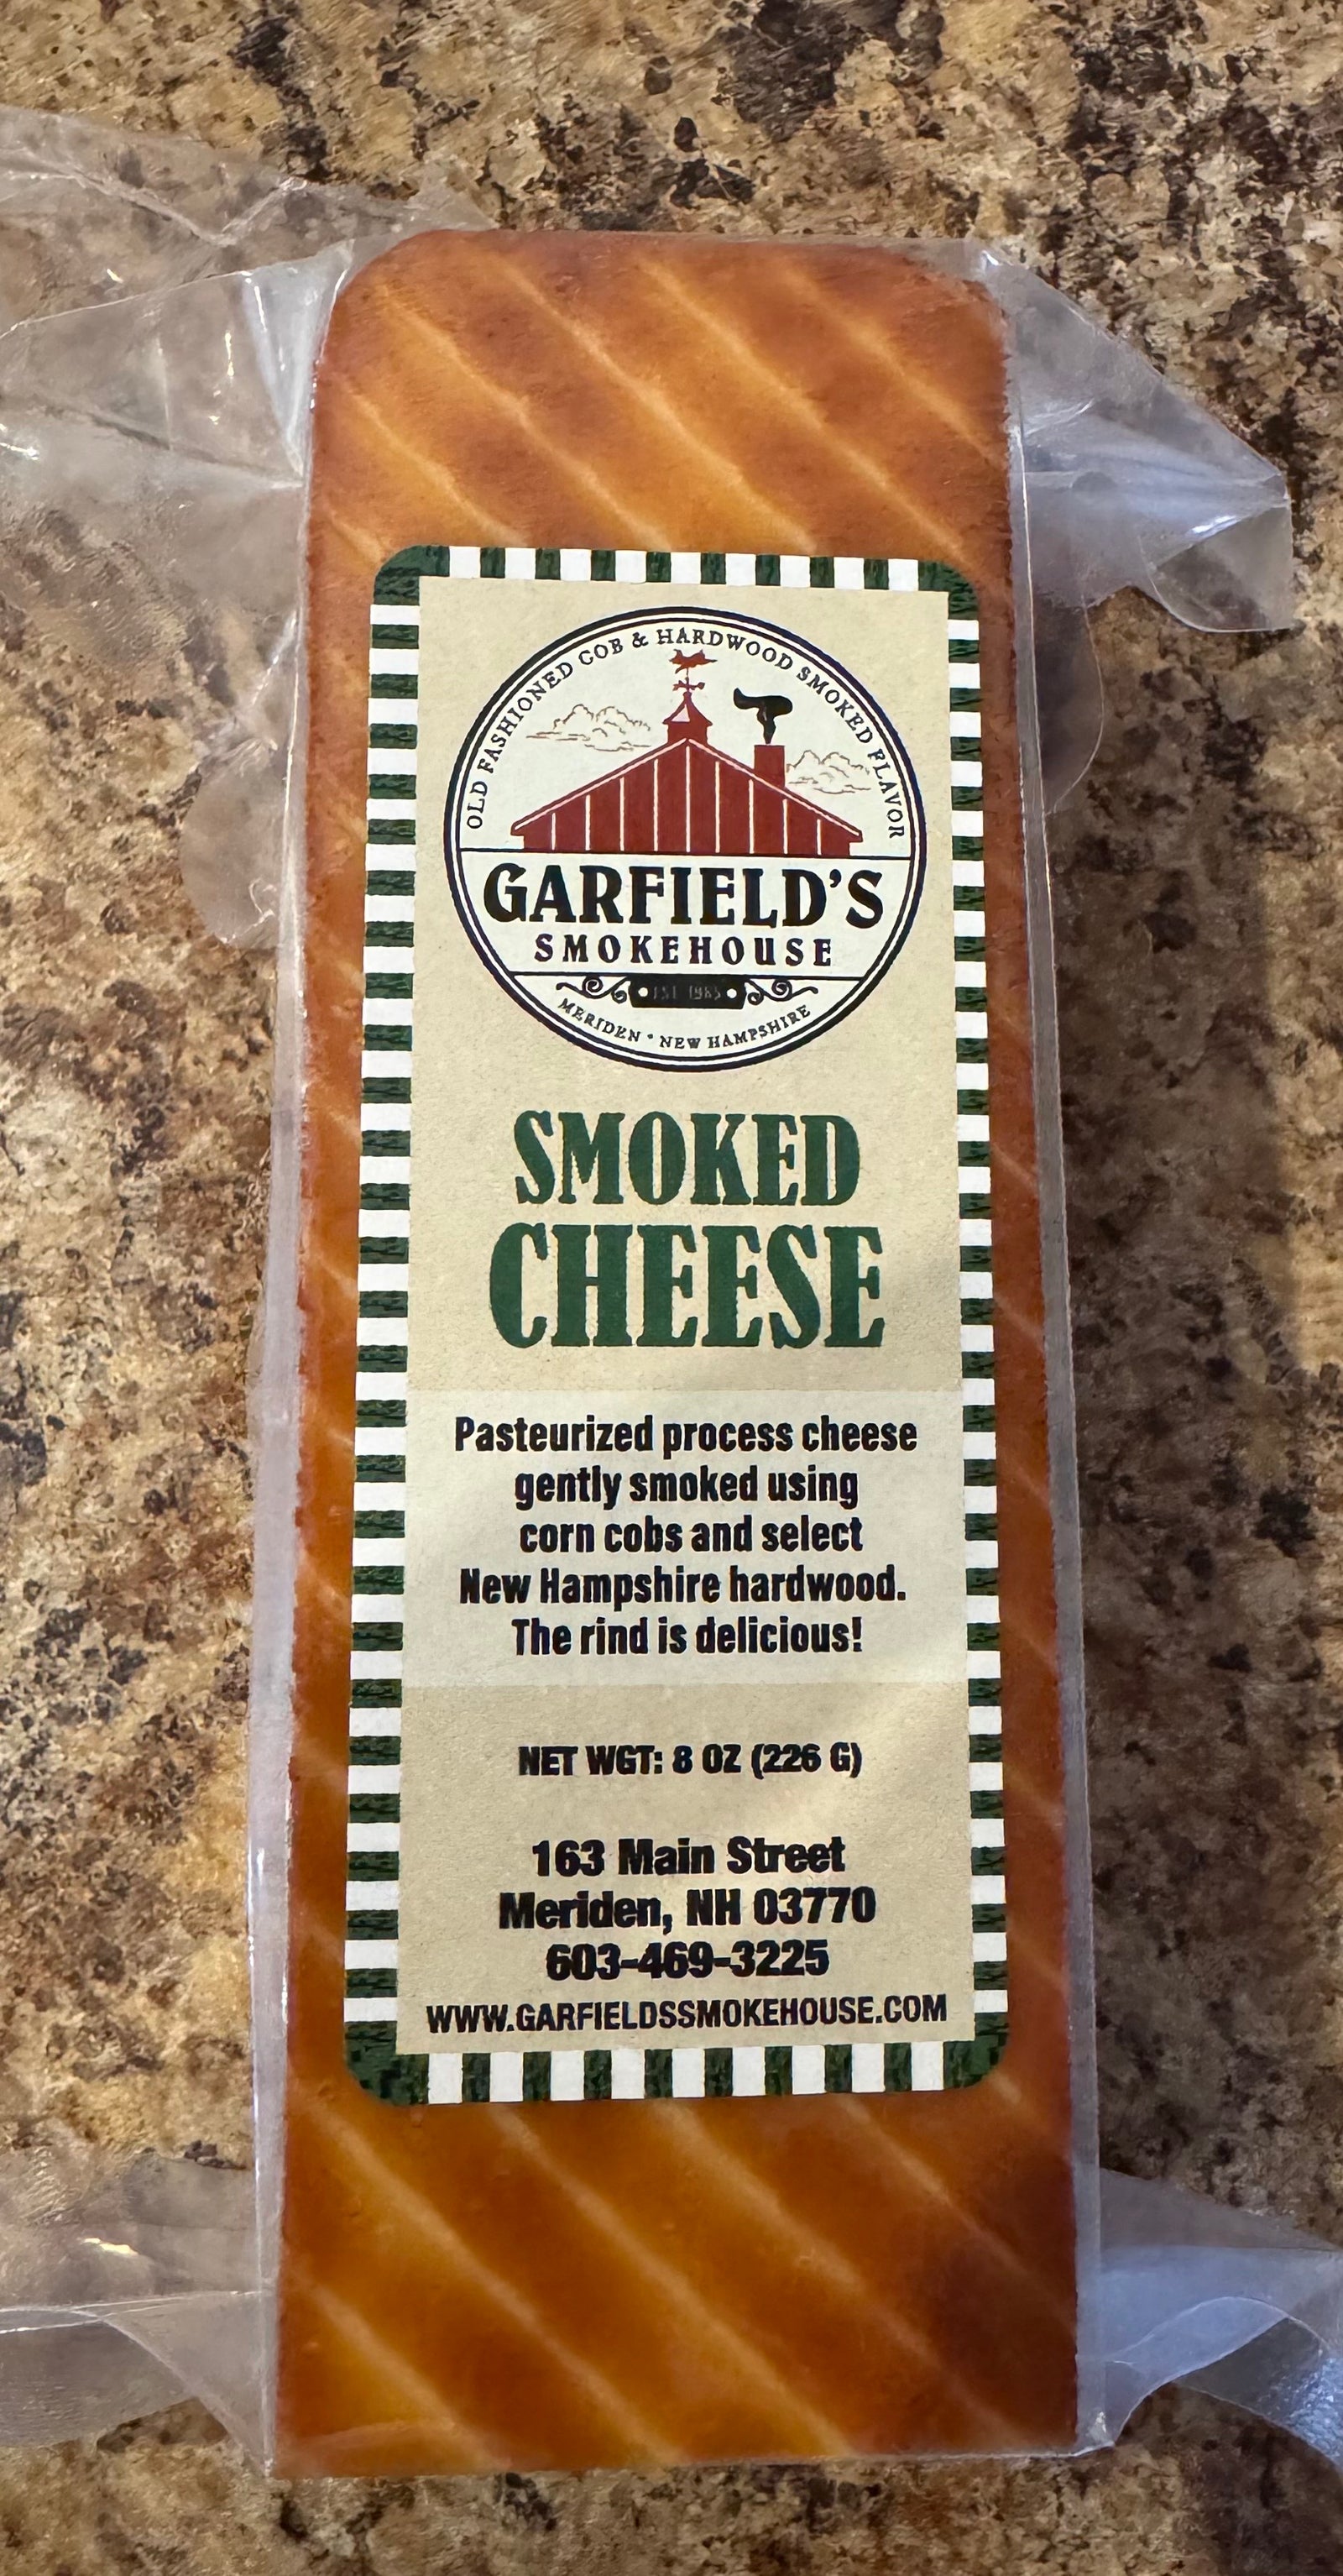 OLD FASHIONED COB & HARDWOOD SMOKED FLAVOR
GARFIELD'S
SMOKEHOUSE
EST 1985
MERIDEN • NEW HAMPSHIRE
SMOKED
CHEESE
Pasteurized process cheese
gently smoked using
corn cobs and select
New Hampshire hardwood.
The rind is delicious!
NET WGT: 8 OZ (226 G)
163 Main Street
Meriden, NH 03770
603-469-3225
WWW.GARFIELDSSMOKEHOUSE.COM